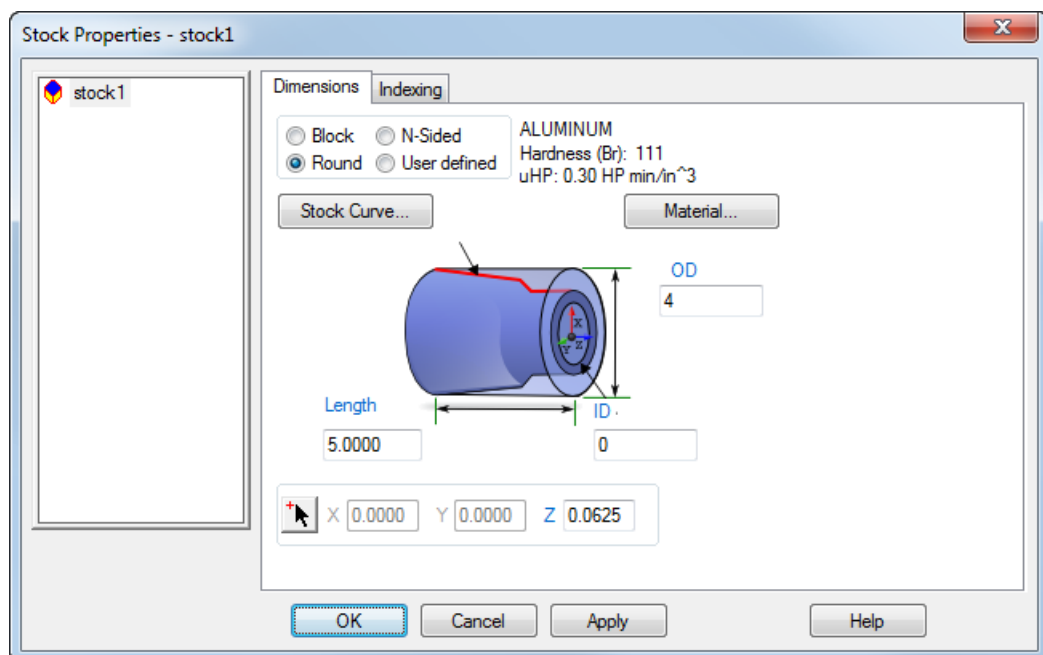 Stock Properties - stock1
X
stock1
Dimensions Indexing
Block N-Sided
Round User defined
ALUMINUM
Hardness (Br): 111
uHP: 0.30 HP min/in^3
Stock Curve... Material...
OD
4
X
Y Z
Length
5.0000
ID
0
X 0.0000 Y 0.0000 Z 0.0625
OK Cancel Apply Help